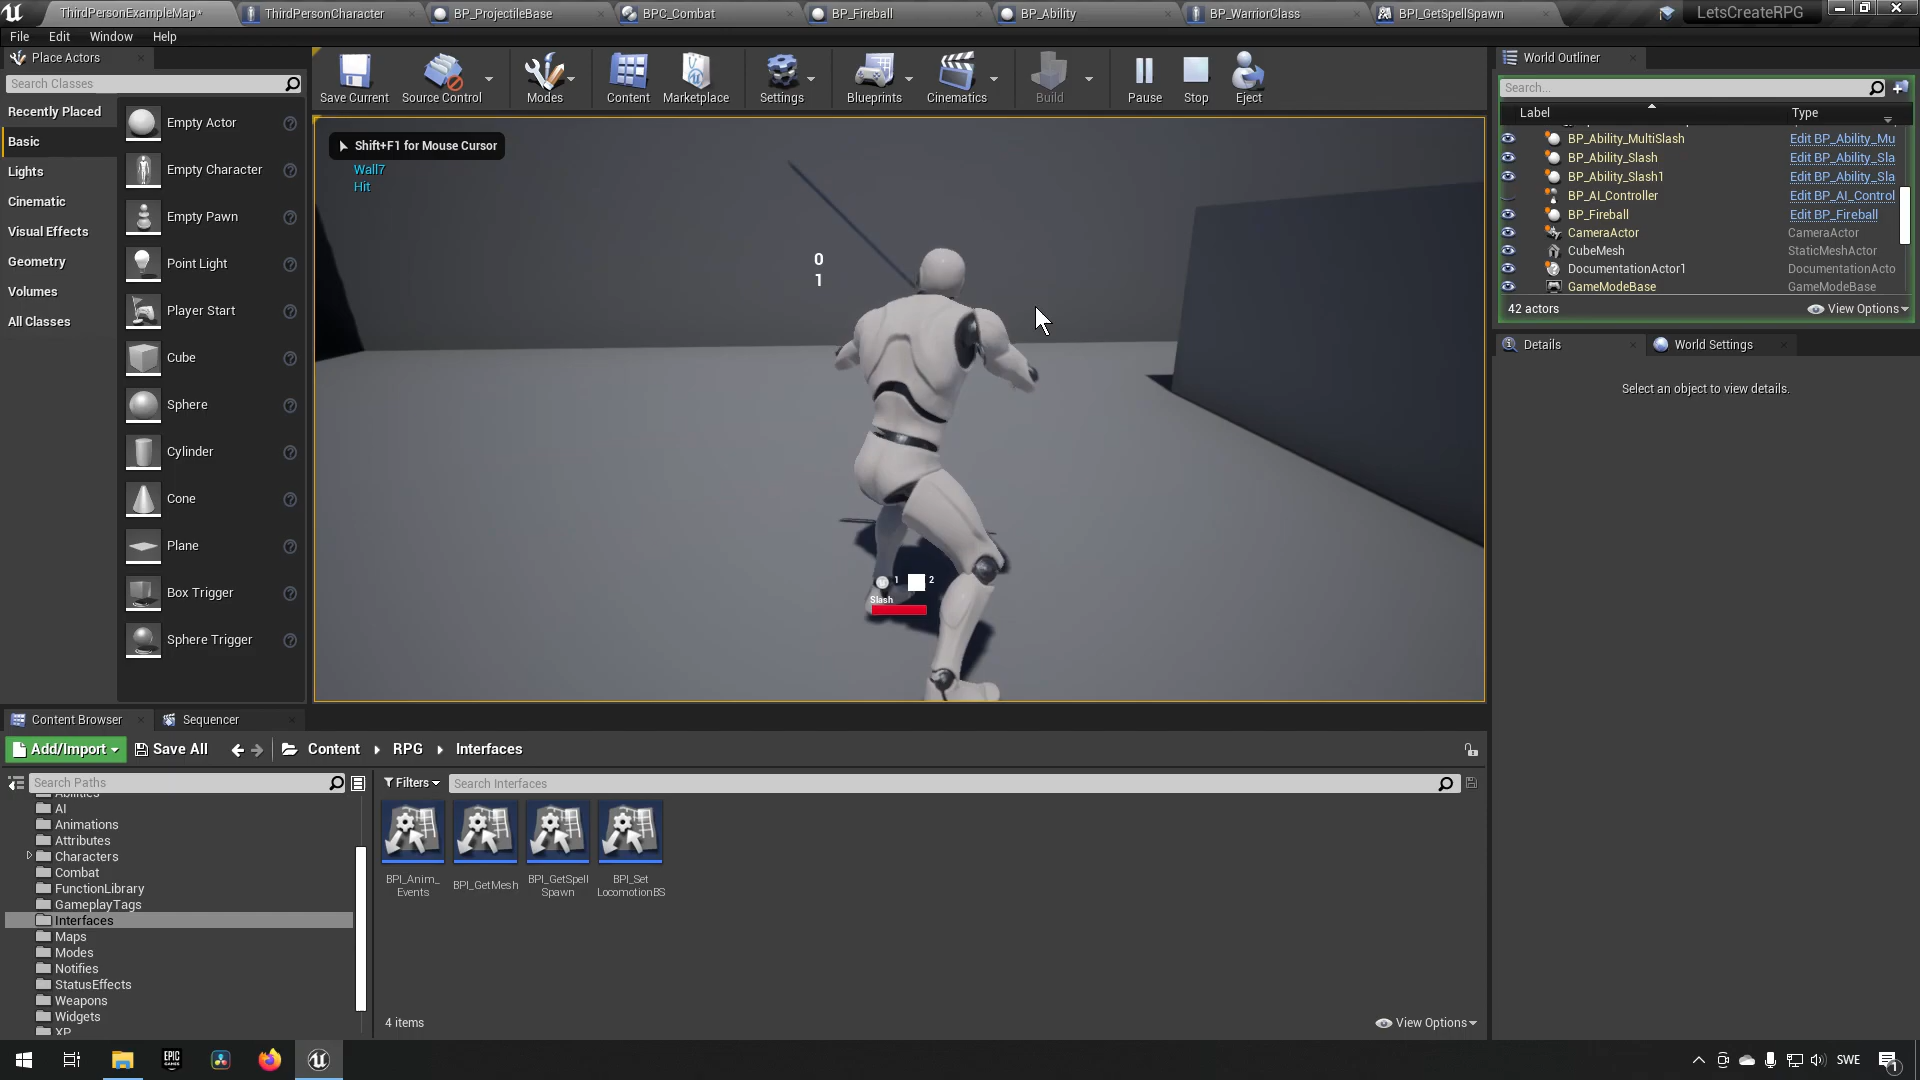 ThirdPersonExampleMap*
ThirdPersonCharacter
BP_ProjectileBase
BPC_Combat
BP_Fireball
BP_Ability
BP_WarriorClass
BPI_GetSpellSpawn
LetsCreateRPG
File
Edit
Window
Help
Place Actors
Search Classes
Recently Placed
Basic
Lights
Cinematic
Visual Effects
Geometry
Volumes
All Classes
Empty Actor
Empty Character
Empty Pawn
Point Light
Player Start
Cube
Sphere
Cylinder
Cone
Plane
Box Trigger
Sphere Trigger
Save Current
Source Control
Modes
Content
Marketplace
Settings
Blueprints
Cinematics
Build
Pause
Stop
Eject
Shift+F1 for Mouse Cursor
Wall7
Hit
0
1
1
2
Slash
World Outliner
Search...
Label
Type
BP_Ability_MultiSlash
Edit BP_Ability_Mu
BP_Ability_Slash
Edit BP_Ability_Sla
BP_Ability_Slash1
Edit BP_Ability_Sla
BP_AI_Controller
Edit BP_AI_Control
BP_Fireball
Edit BP_Fireball
CameraActor
CameraActor
CubeMesh
StaticMeshActor
DocumentationActor1
DocumentationActo
GameModeBase
GameModeBase
42 actors
View Options
Details
World Settings
Select an object to view details.
Content Browser
Sequencer
Add/Import
Save All
Content
RPG
Interfaces
Search Paths
Filters
Search Interfaces
Abilities
AI
Animations
Attributes
Characters
Combat
FunctionLibrary
GameplayTags
Interfaces
Maps
Modes
Notifies
StatusEffects
Weapons
Widgets
XP
BPI_Anim_
Events
BPI_GetMesh
BPI_GetSpell
Spawn
BPI_Set
LocomotionBS
4 items
View Options
EPIC
GAMES
SWE
1